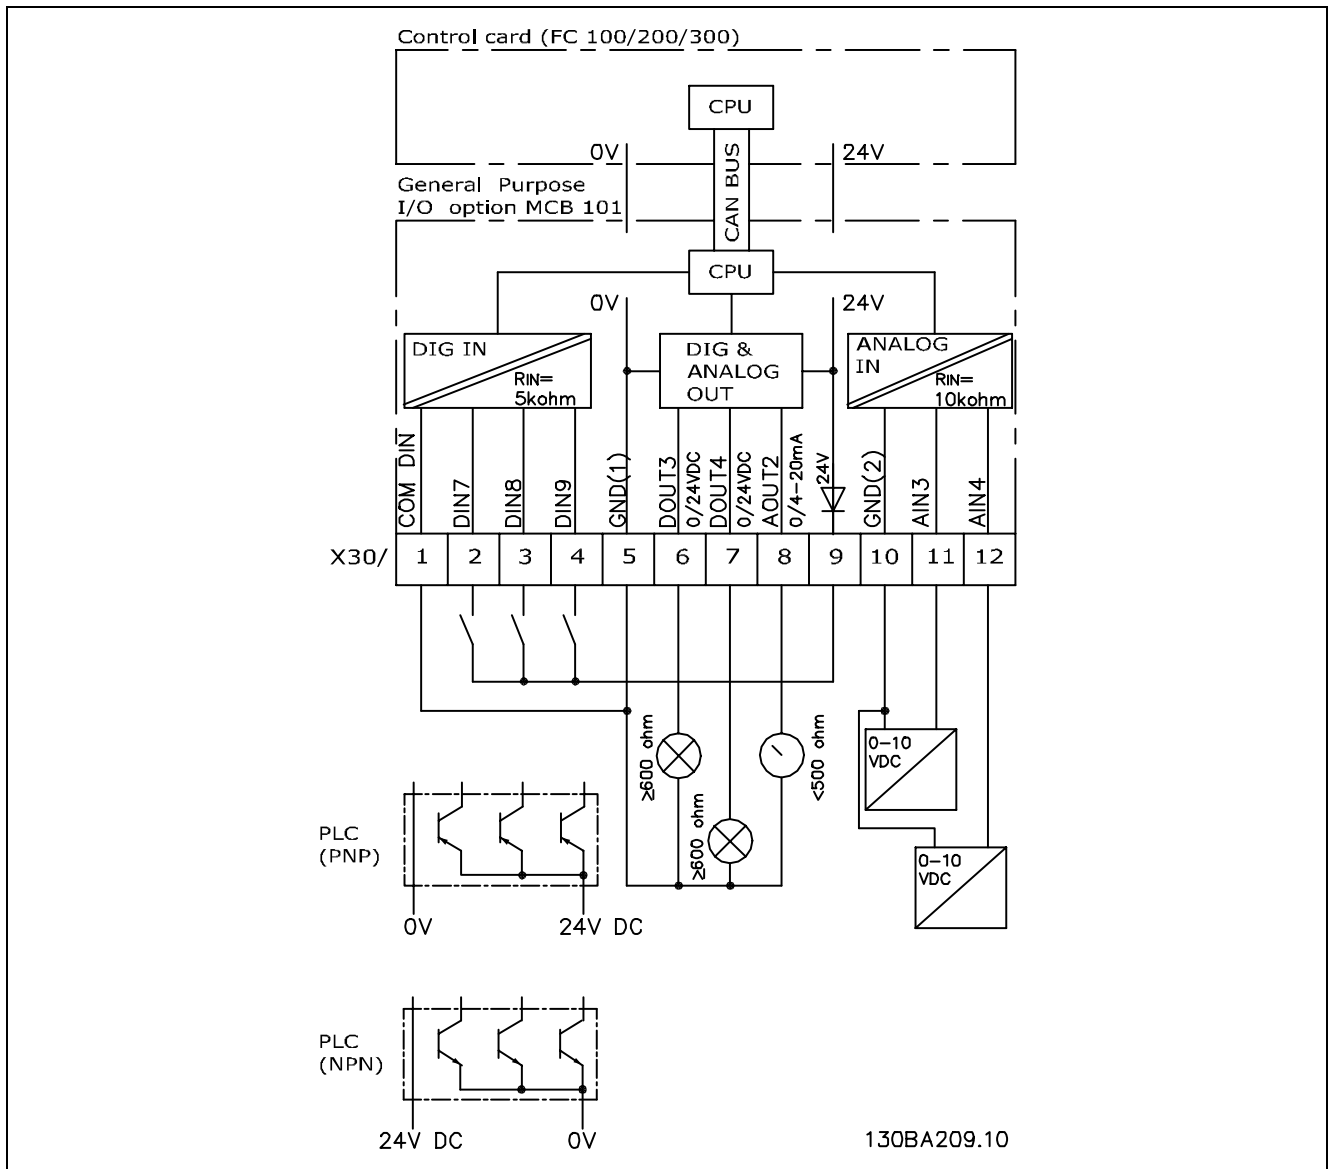 Control card (FC 100/200/300)
CPU
0V
24V
CAN BUS
General Purpose
I/O option MCB 101
CPU
0V
24V
DIG IN
RIN=
5kohm
DIG &
ANALOG
OUT
ANALOG
IN
RIN=
10kohm
COM DIN
DIN7
DIN8
DIN9
GND(1)
DOUT3
0/24VDC
DOUT4
0/24VDC
AOUT2
0/4-20mA
24V
GND(2)
AIN3
AIN4
X30/
1
2
3
4
5
6
7
8
9
10
11
12
≥600 ohm
≥600 ohm
<500 ohm
0-10
VDC
0-10
VDC
PLC
(PNP)
0V
24V DC
PLC
(NPN)
24V DC
0V
130BA209.10